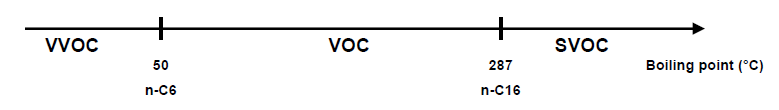 VVOC VOC SVOC
50 287 Boiling point (°C)
n-C6 n-C16